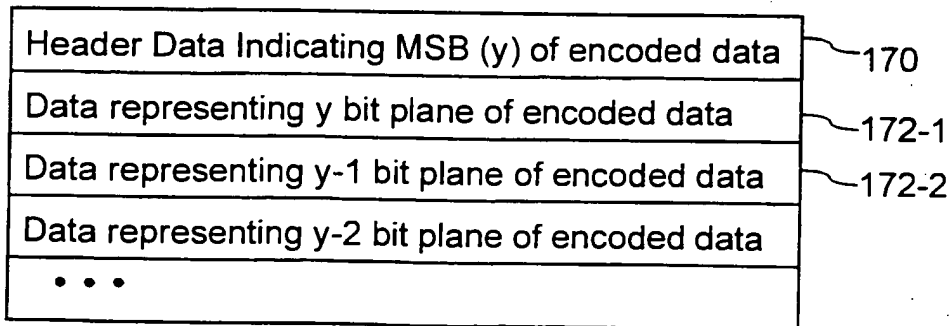 Header Data Indicating MSB (y) of encoded data 170
Data representing y bit plane of encoded data 172-1
Data representing y-1 bit plane of encoded data 172-2
Data representing y-2 bit plane of encoded data
• • •